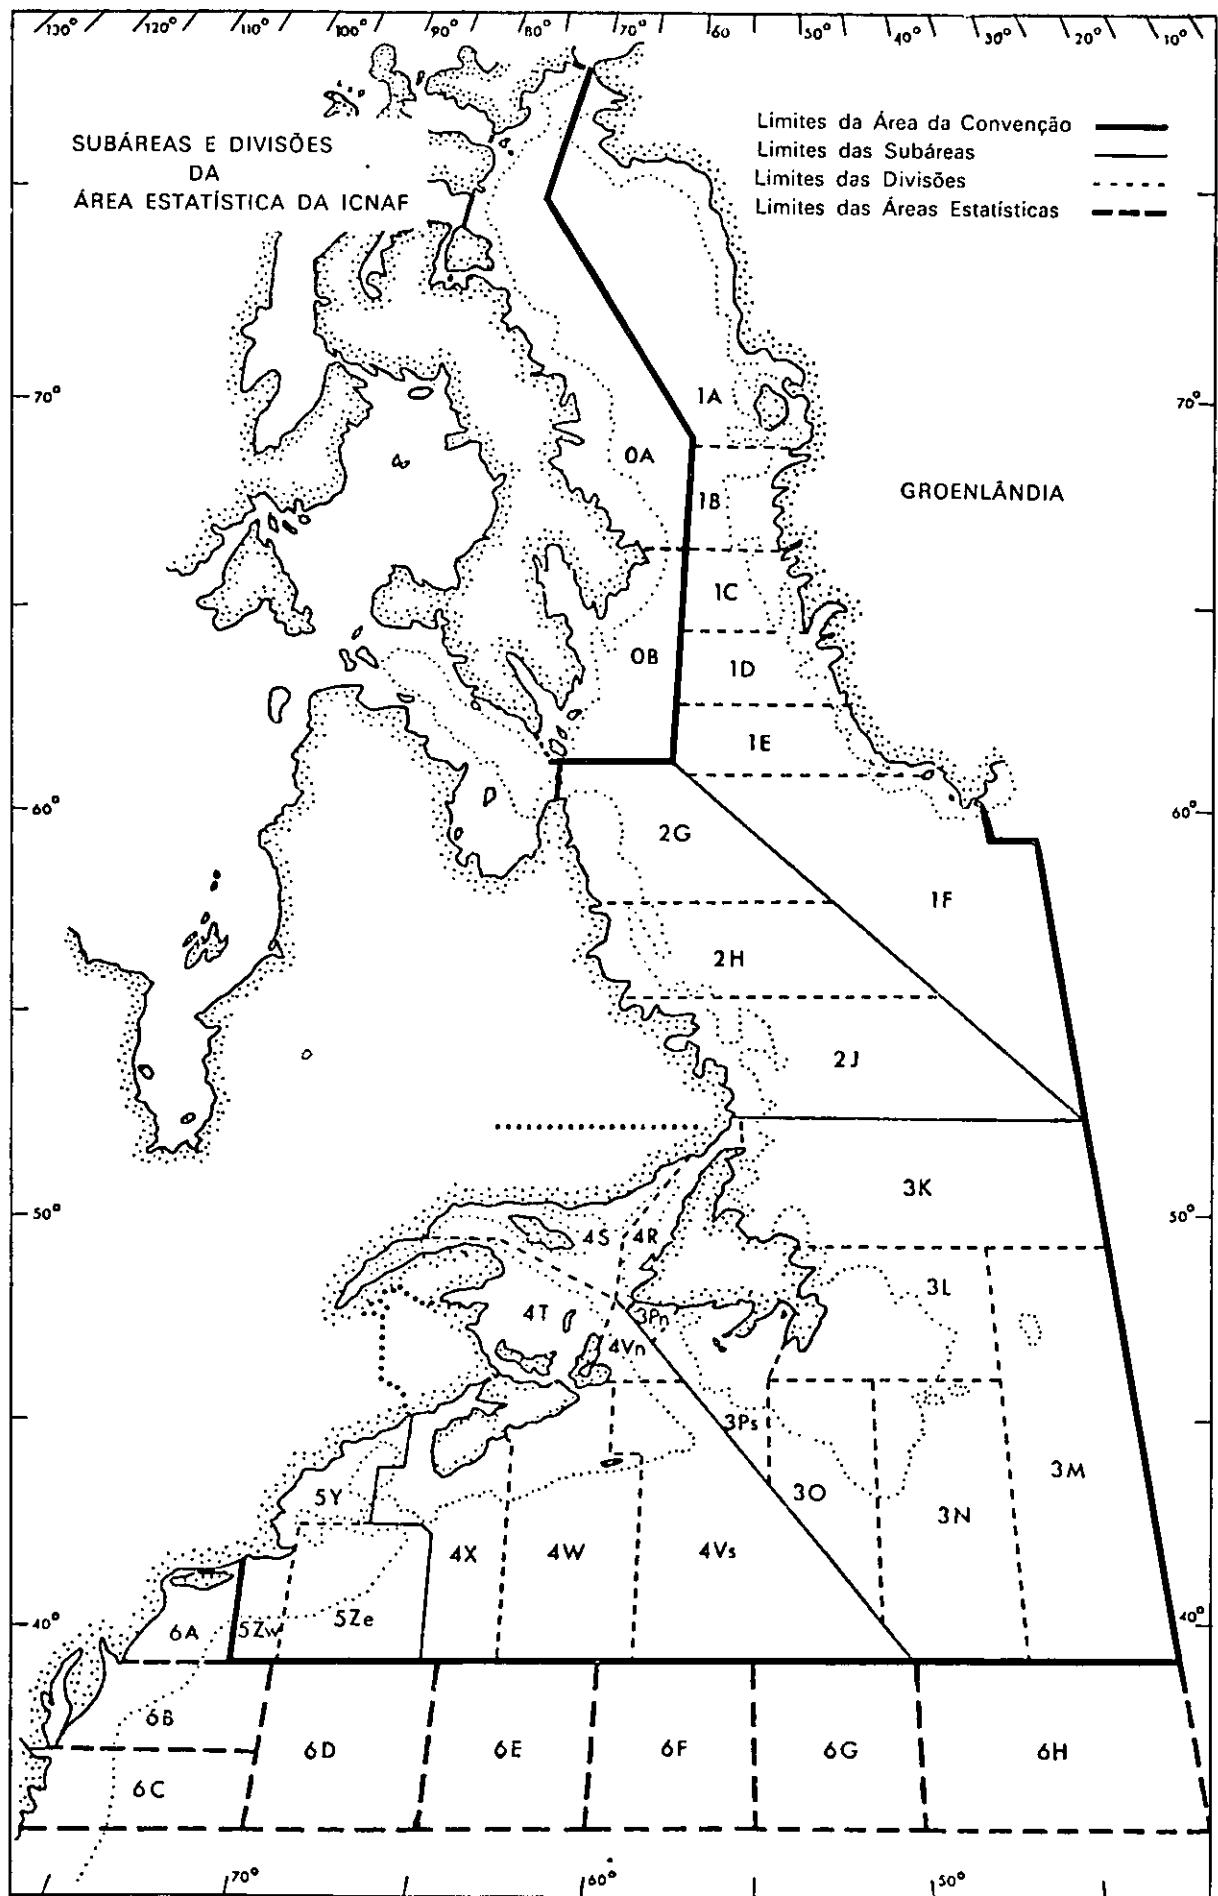 130° 120° 110° 100° 90° 80° 70° 60 50° 40° 30° 20° 10°
SUBÁREAS E DIVISÕES
DA
ÁREA ESTATÍSTICA DA ICNAF
Limites da Área da Convenção
Limites das Subáreas
Limites das Divisões
Limites das Áreas Estatísticas
70° 1A 70°
0A
1B GROENLÂNDIA
1C
0B 1D
1E
60° 60°
2G
1F
2H
2J
3K
50° 50°
4S 4R
3L
4T 3Pn
4Vn
3Ps
3M
5Y 3O
3N
4X 4W 4Vs
40° 6A 5Zw 5Ze 40°
6B
6D 6E 6F 6G 6H
6C
70° 60° 50°